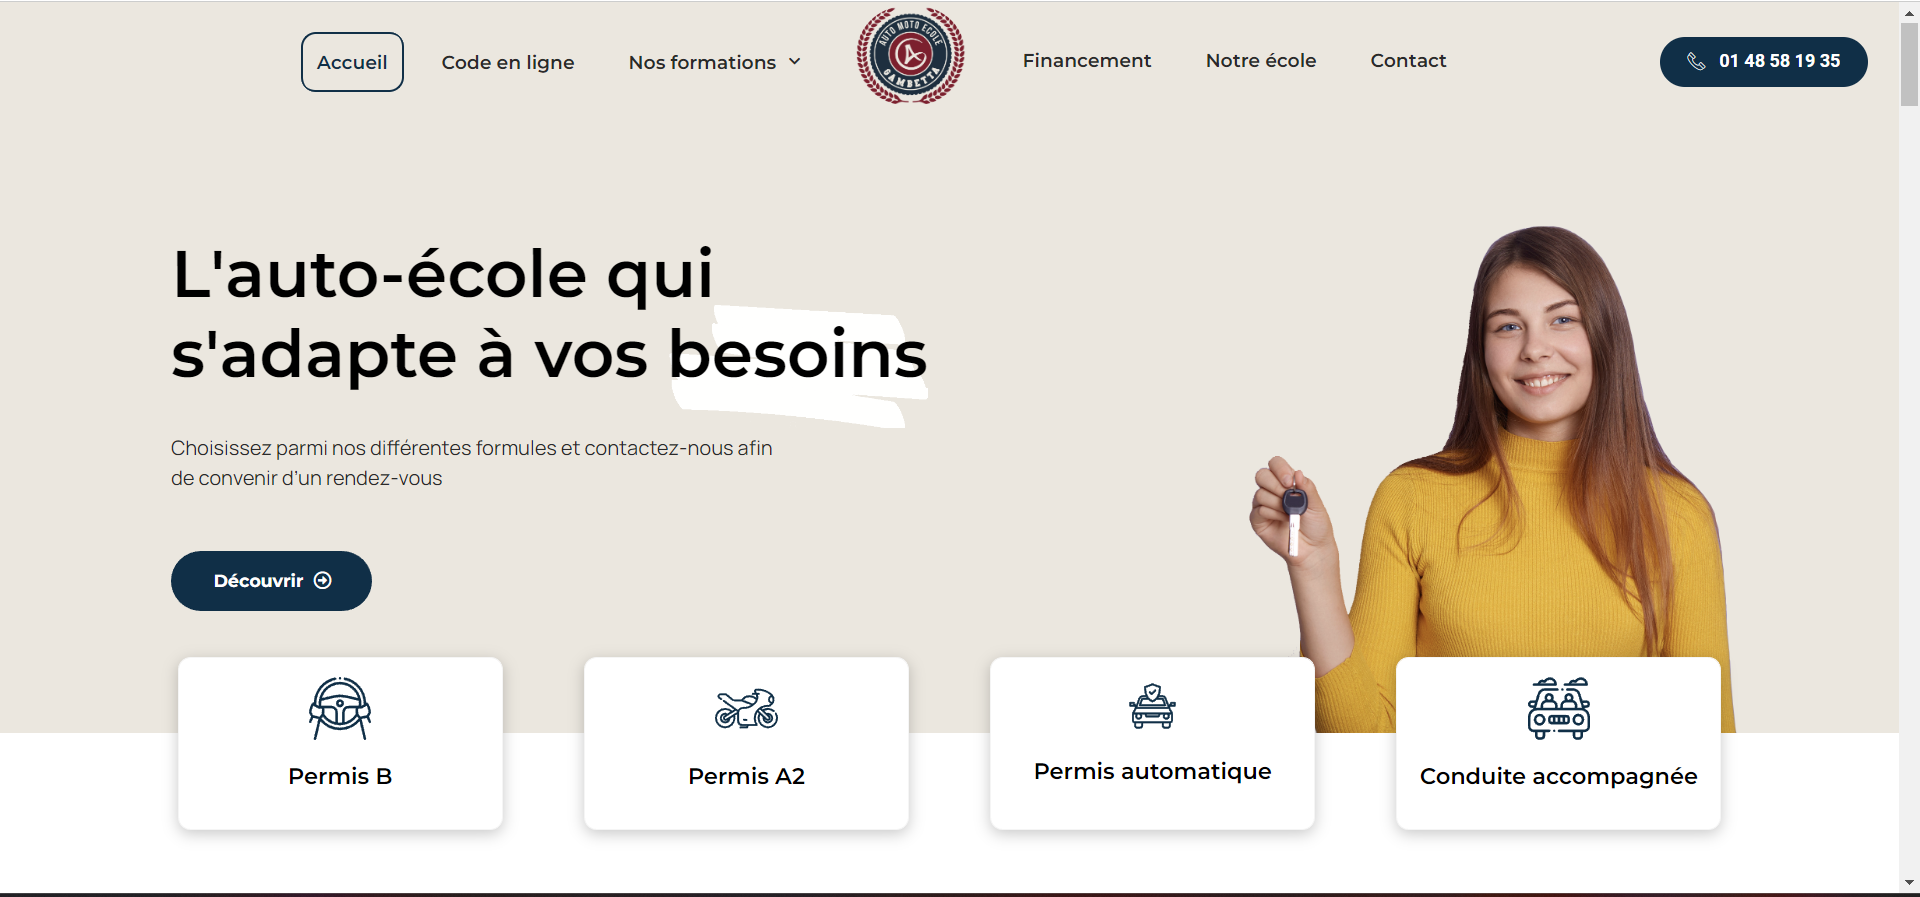 Accueil
Code en ligne
Nos formations
AUTO MOTO ECOLE
GAMBETTA
Financement
Notre école
Contact
01 48 58 19 35
L'auto-école qui
s'adapte à vos besoins
Choisissez parmi nos différentes formules et contactez-nous afin
de convenir d'un rendez-vous
Découvrir
Permis B
Permis A2
Permis automatique
Conduite accompagnée